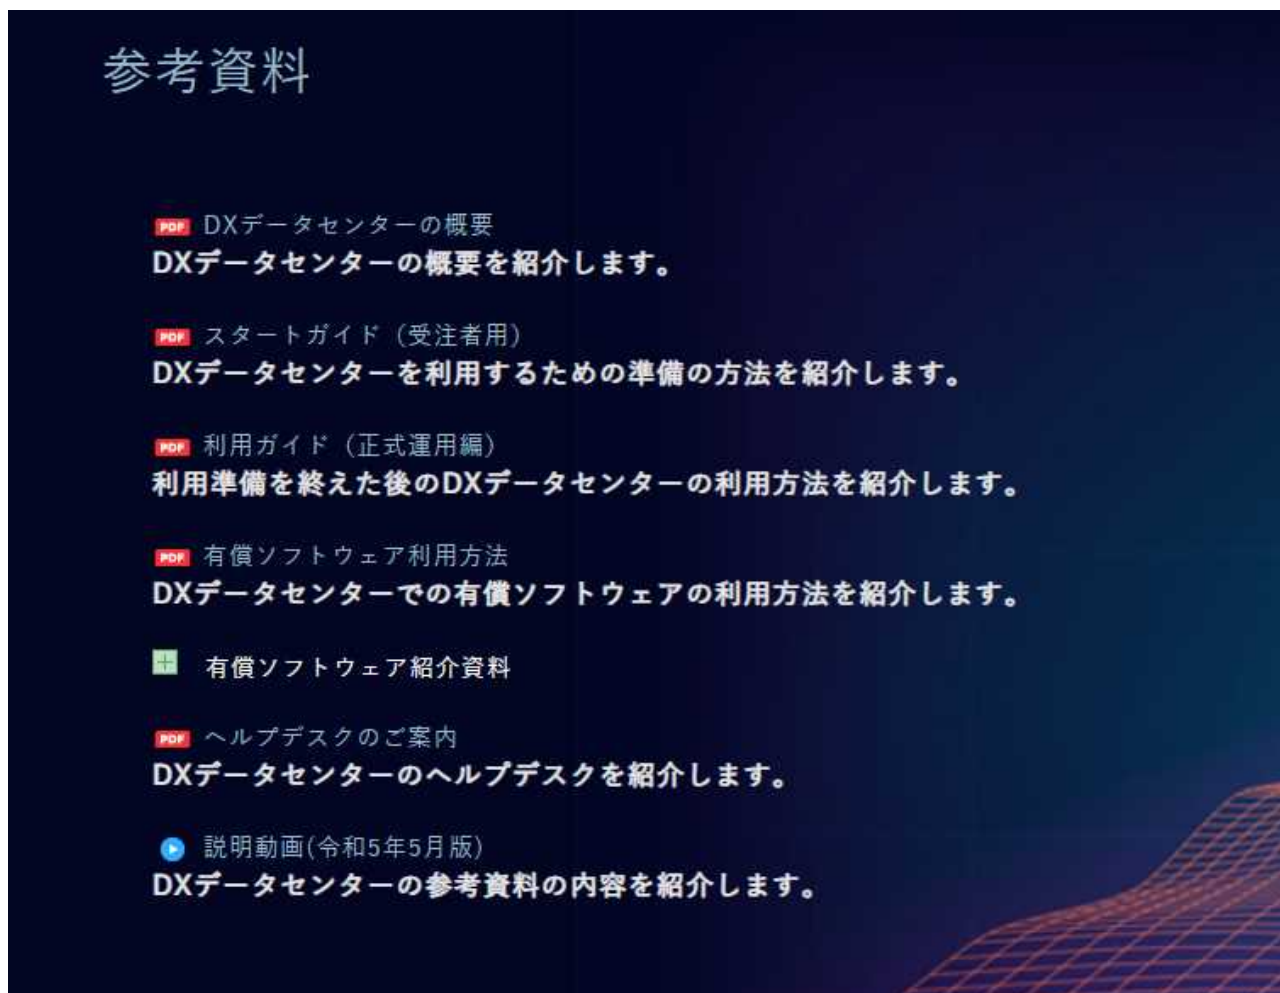 参考資料
PDF DXデータセンターの概要
DXデータセンターの概要を紹介します。
PDF スタートガイド（受注者用）
DXデータセンターを利用するための準備の方法を紹介します。
PDF 利用ガイド（正式運用編）
利用準備を終えた後のDXデータセンターの利用方法を紹介します。
PDF 有償ソフトウェア利用方法
DXデータセンターでの有償ソフトウェアの利用方法を紹介します。
有償ソフトウェア紹介資料
PDF ヘルプデスクのご案内
DXデータセンターのヘルプデスクを紹介します。
説明動画(令和5年5月版)
DXデータセンターの参考資料の内容を紹介します。